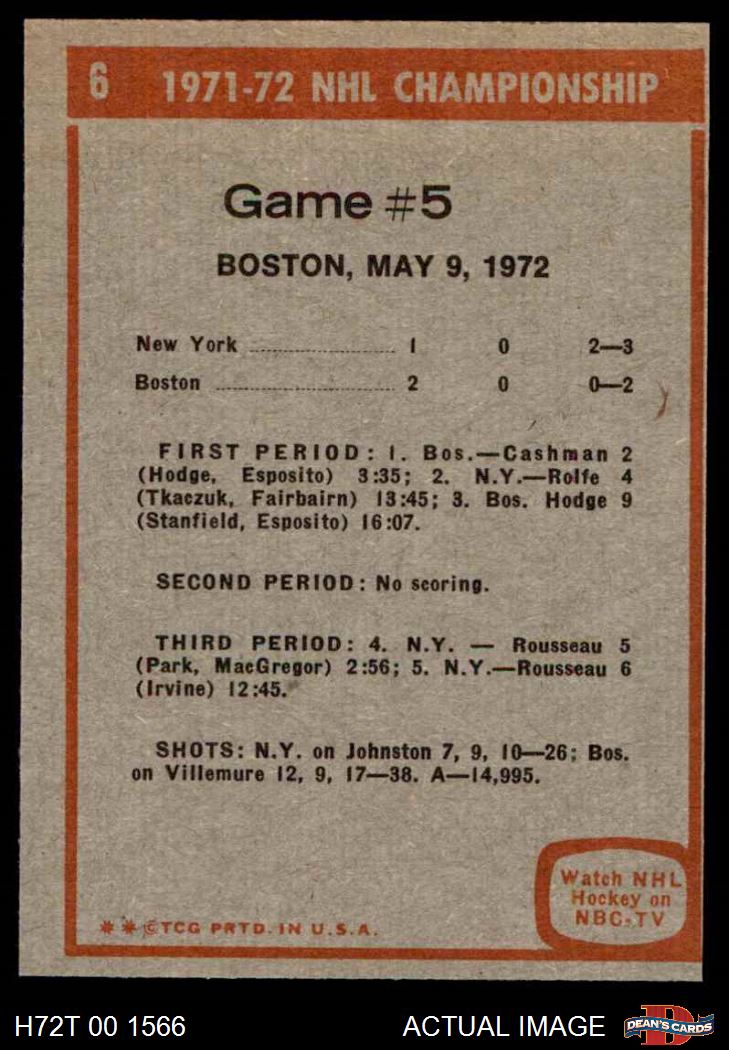 6 1971-72 NHL CHAMPIONSHIP
Game #5
BOSTON, MAY 9, 1972
New York 1 0 2—3
Boston 2 0 0—2
FIRST PERIOD: 1. Bos.—Cashman 2
(Hodge, Esposito) 3:35; 2. N.Y.—Rolfe 4
(Tkaczuk, Fairbairn) 13:45; 3. Bos. Hodge 9
(Stanfield, Esposito) 16:07.
SECOND PERIOD: No scoring.
THIRD PERIOD: 4. N.Y. — Rousseau 5
(Park, MacGregor) 2:56; 5. N.Y.—Rousseau 6
(Irvine) 12:45.
SHOTS: N.Y. on Johnston 7, 9, 10—26; Bos.
on Villemure 12, 9, 17—38. A—14,995.
Watch NHL
Hockey on
NBC-TV
* * ©TCG PRTD. IN U.S.A.
H72T 00 1566 ACTUAL IMAGE DEAN'S CARDS